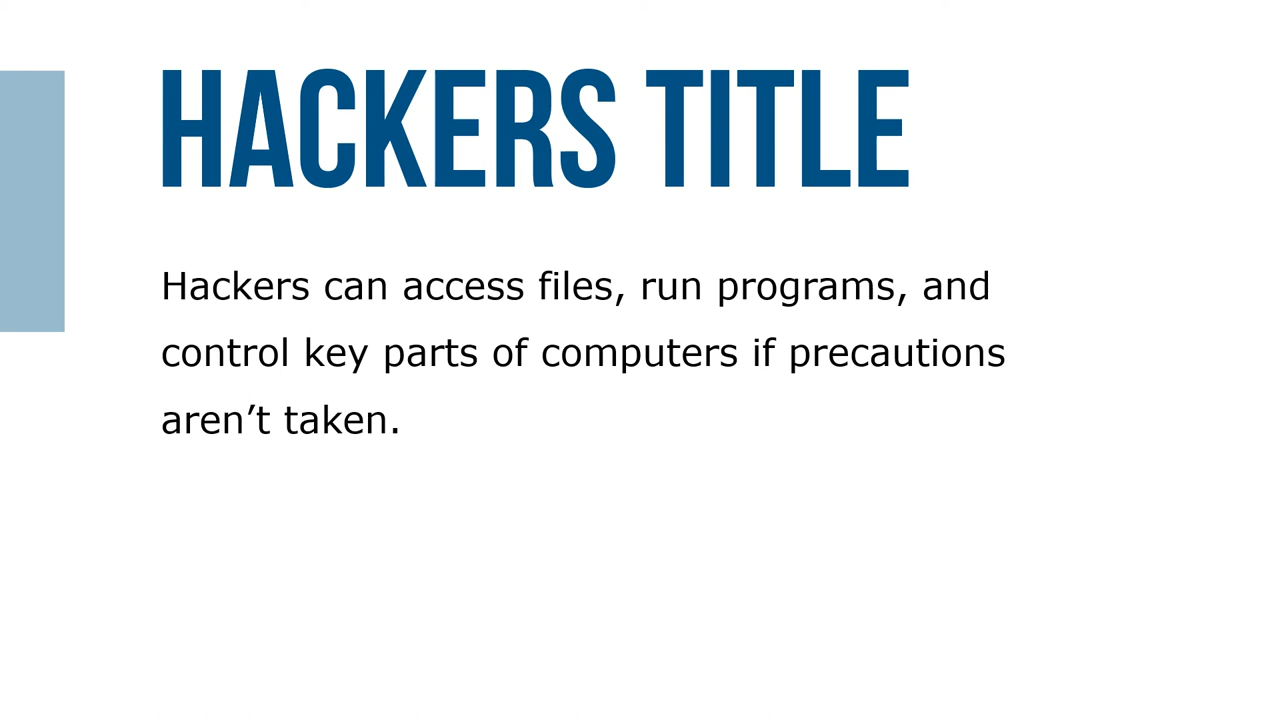 HACKERS TITLE
Hackers can access files, run programs, and
control key parts of computers if precautions
aren’t taken.